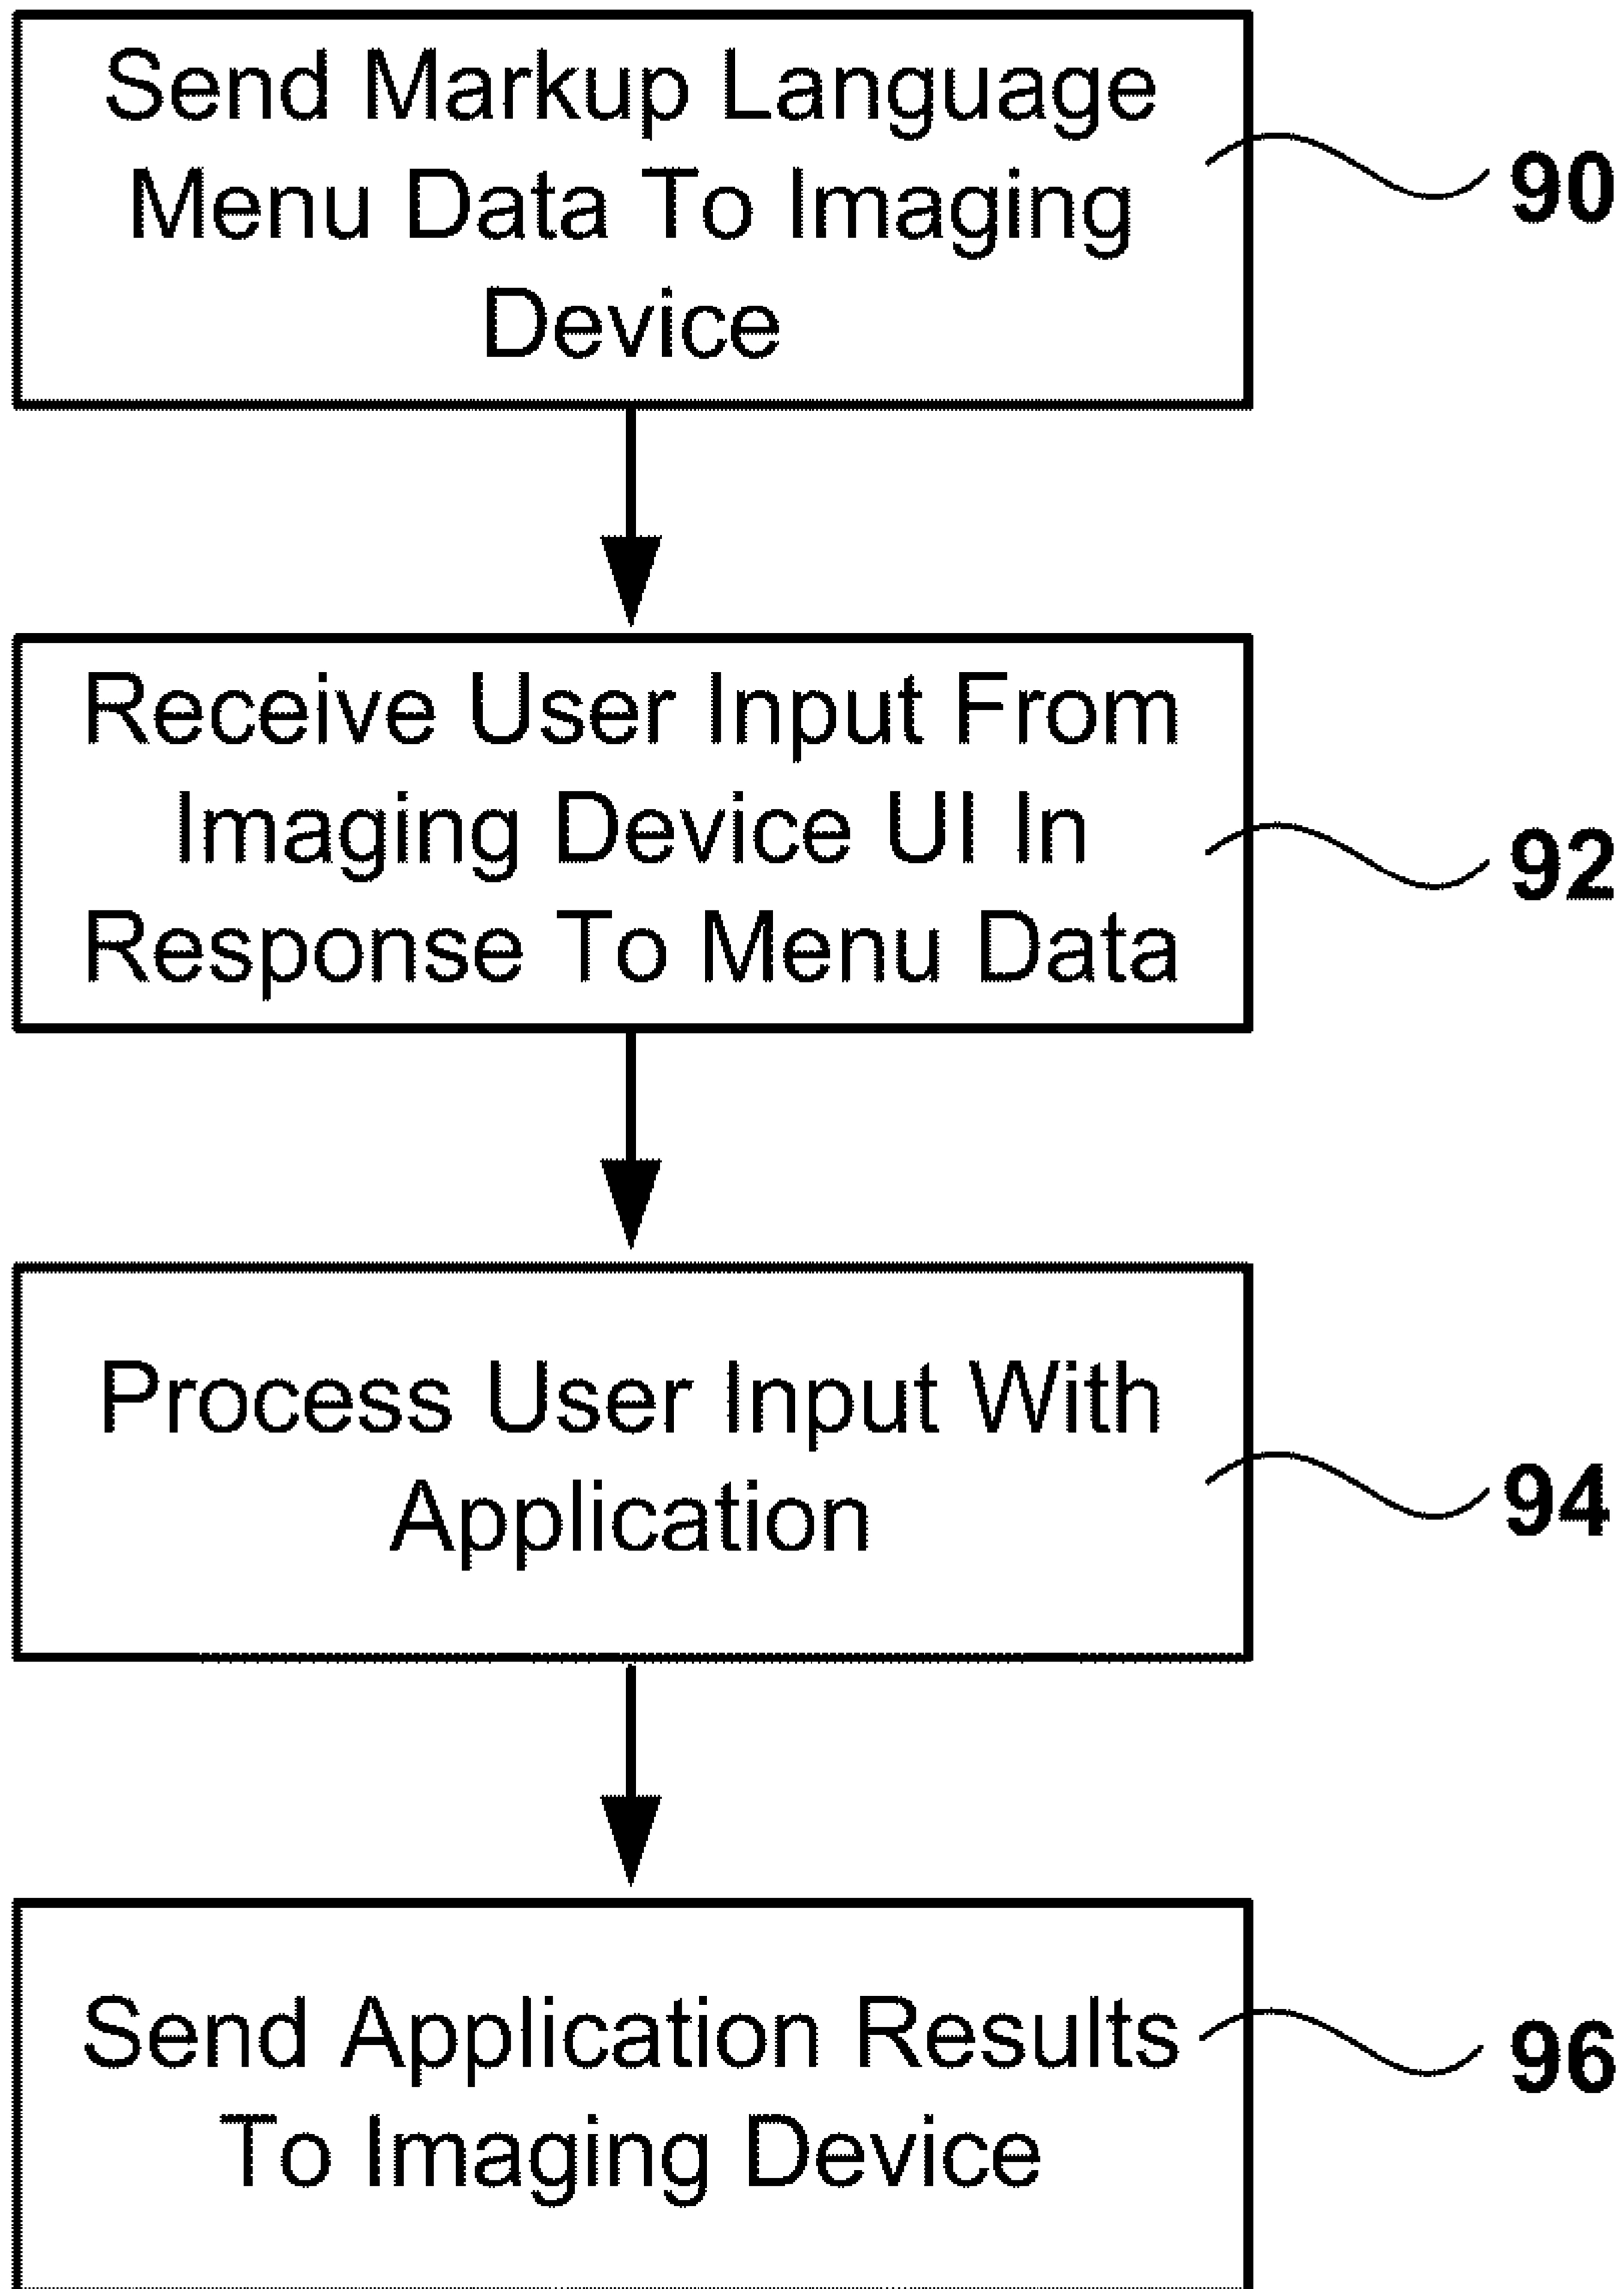 Send Markup Language
Menu Data To Imaging
Device
90
Receive User Input From
Imaging Device UI In
Response To Menu Data
92
Process User Input With
Application
94
Send Application Results
To Imaging Device
96